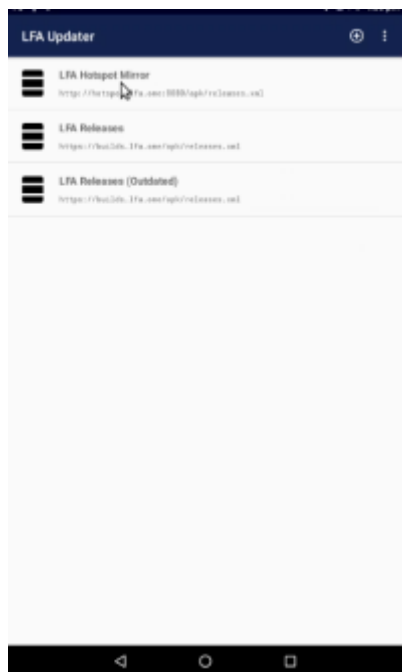 LFA Updater
LFA Hotspot Mirror
LFA Releases
https://builds.lfa.one/apk/releases.xml
LFA Releases (Outdated)
https://builds.lfa.one/apk/releases.xml